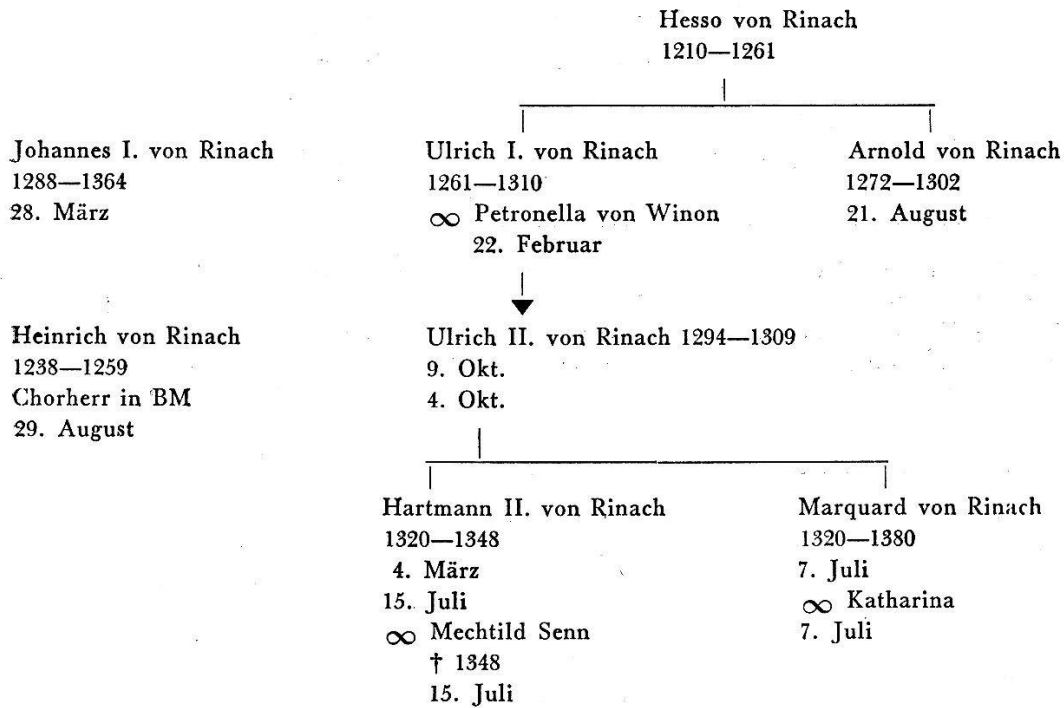 Hesso von Rinach
1210—1261
Johannes I. von Rinach
1288—1364
28. März
Ulrich I. von Rinach
1261—1310
∞ Petronella von Winon
22. Februar
Arnold von Rinach
1272—1302
21. August
Heinrich von Rinach
1238—1259
Chorherr in BM
29. August
Ulrich II. von Rinach 1294—1309
9. Okt.
4. Okt.
Hartmann II. von Rinach
1320—1348
4. März
15. Juli
∞ Mechtild Senn
† 1348
15. Juli
Marquard von Rinach
1320—1380
7. Juli
∞ Katharina
7. Juli